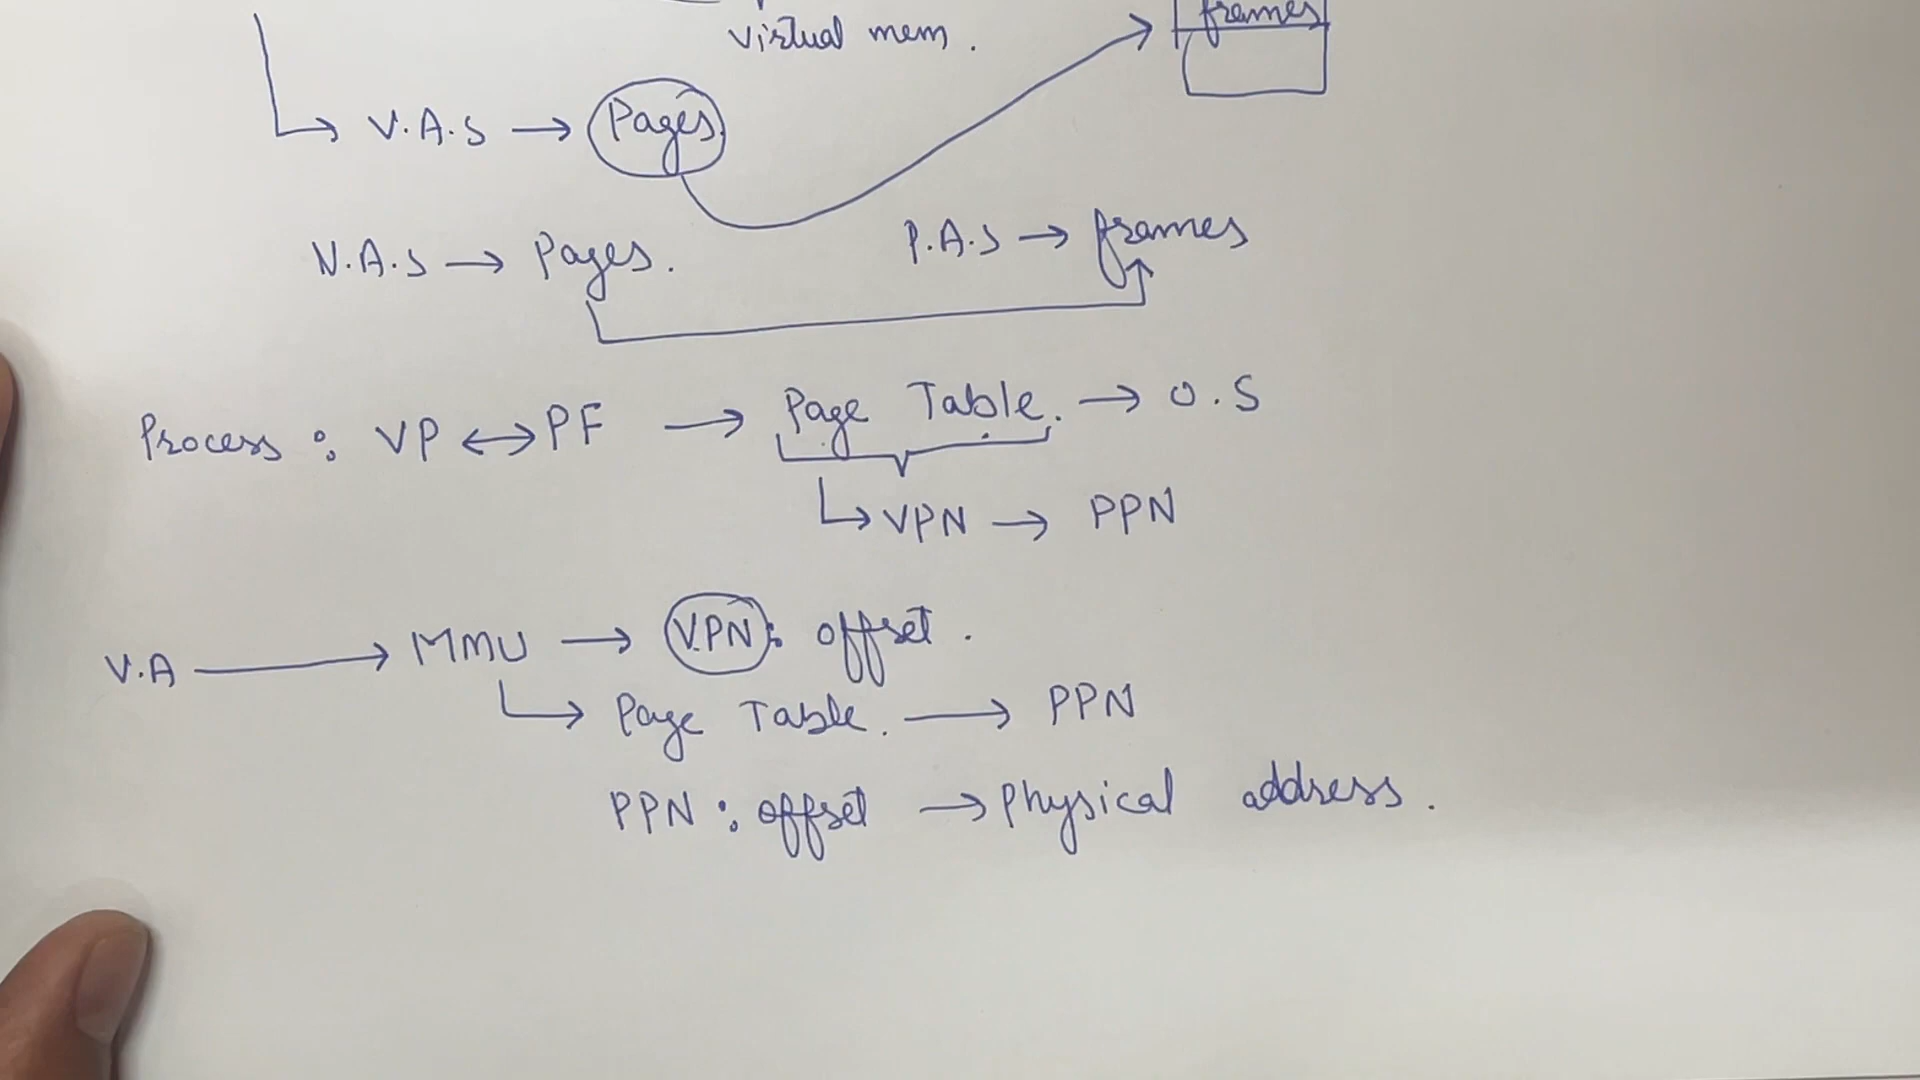 frames
virtual mem.
V.A.S → Pages
V.A.S → Pages.
P.A.S → frames
Process : VP ↔ PF → Page Table. → O.S
↳ VPN → PPN
V.A → MMU → VPN : offset.
↳ Page Table. → PPN
PPN : offset → Physical address.